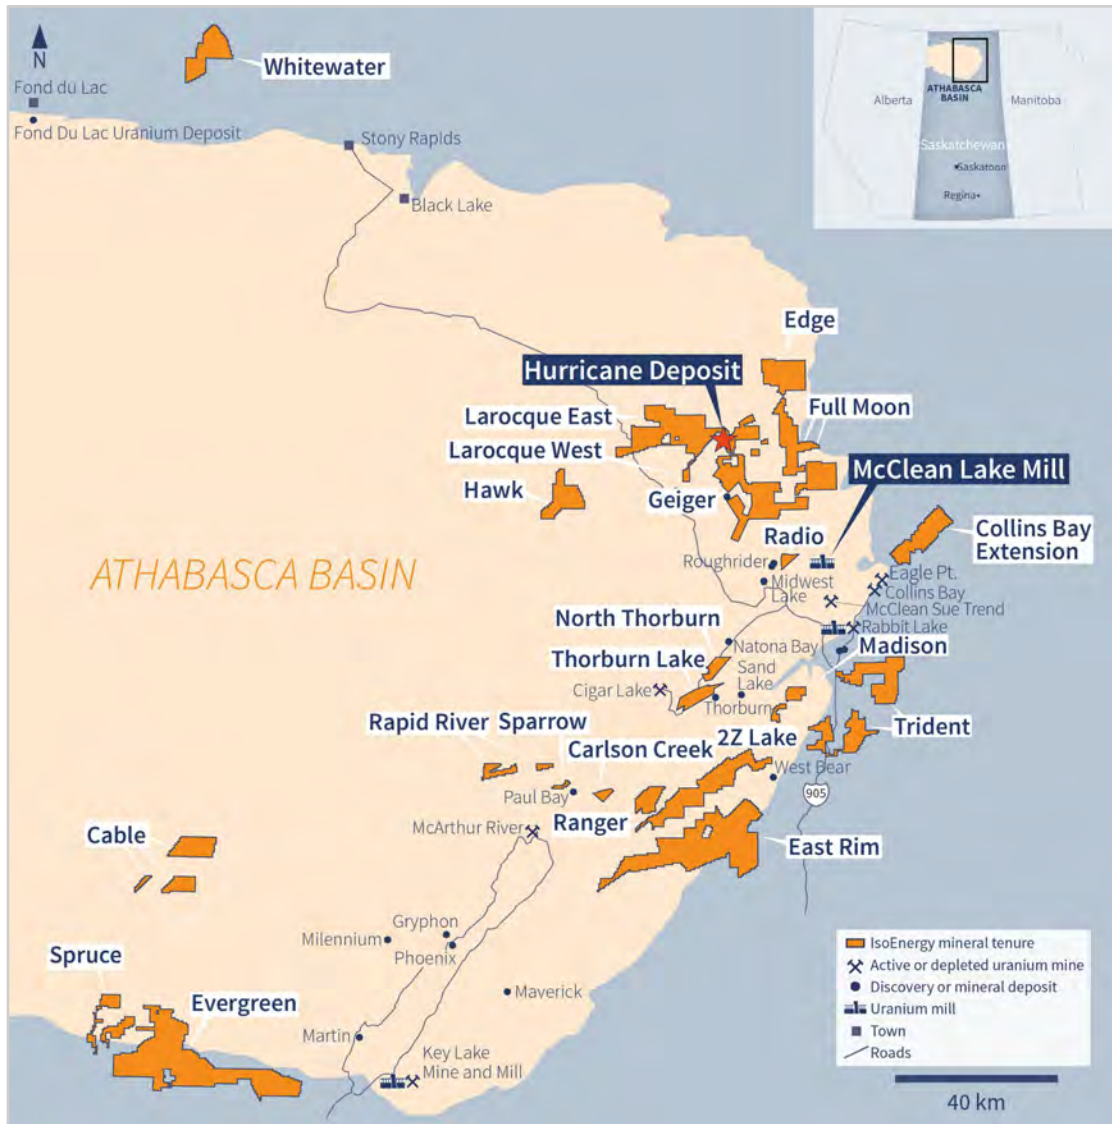 N
Fond du Lac
Fond Du Lac Uranium Deposit
Whitewater
Stony Rapids
Black Lake
Alberta
ATHABASCA
BASIN
Manitoba
Saskatchewan
Saskatoon
Regina
Edge
Hurricane Deposit
Larocque East
Full Moon
Larocque West
Hawk
Geiger
McClean Lake Mill
Radio
Collins Bay
Extension
ATHABASCA BASIN
Roughrider
Midwest
Lake
Eagle Pt.
Collins Bay
McClean Sue Trend
Rabbit Lake
North Thorburn
Natona Bay
Madison
Thorburn Lake
Sand
Lake
Cigar Lake
Thorburn
Trident
Rapid River
Sparrow
Carlson Creek
2Z Lake
West Bear
Paul Bay
905
McArthur River
Ranger
East Rim
Cable
Gryphon
Milennium
Phoenix
Spruce
Evergreen
Maverick
Martin
Key Lake
Mine and Mill
IsoEnergy mineral tenure
Active or depleted uranium mine
Discovery or mineral deposit
Uranium mill
Town
Roads
40 km